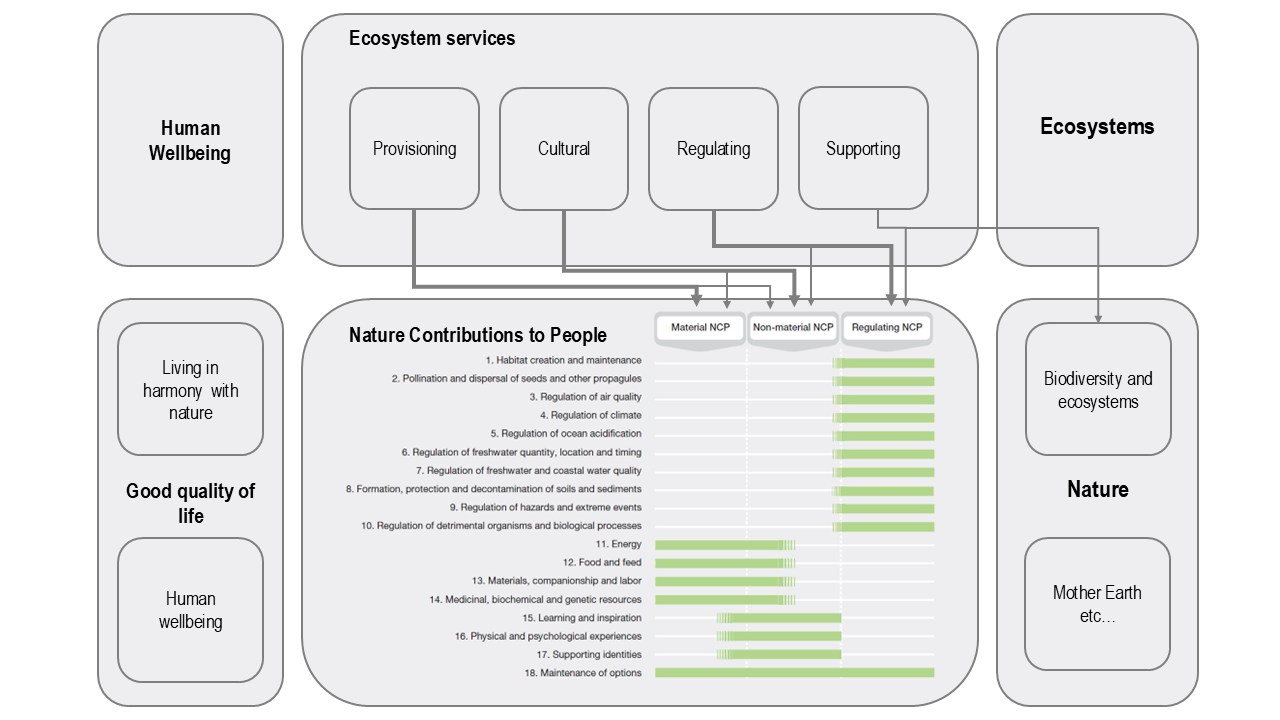 Human
Wellbeing
Ecosystem services
Provisioning
Cultural
Regulating
Supporting
Ecosystems
Living in
harmony with
nature
Good quality of
life
Human
wellbeing
Nature Contributions to People
Material NCP
Non-material NCP
Regulating NCP
1. Habitat creation and maintenance
2. Pollination and dispersal of seeds and other propagules
3. Regulation of air quality
4. Regulation of climate
5. Regulation of ocean acidification
6. Regulation of freshwater quantity, location and timing
7. Regulation of freshwater and coastal water quality
8. Formation, protection and decontamination of soils and sediments
9. Regulation of hazards and extreme events
10. Regulation of detrimental organisms and biological processes
11. Energy
12. Food and feed
13. Materials, companionship and labor
14. Medicinal, biochemical and genetic resources
15. Learning and inspiration
16. Physical and psychological experiences
17. Supporting identities
18. Maintenance of options
Biodiversity and
ecosystems
Nature
Mother Earth
etc…